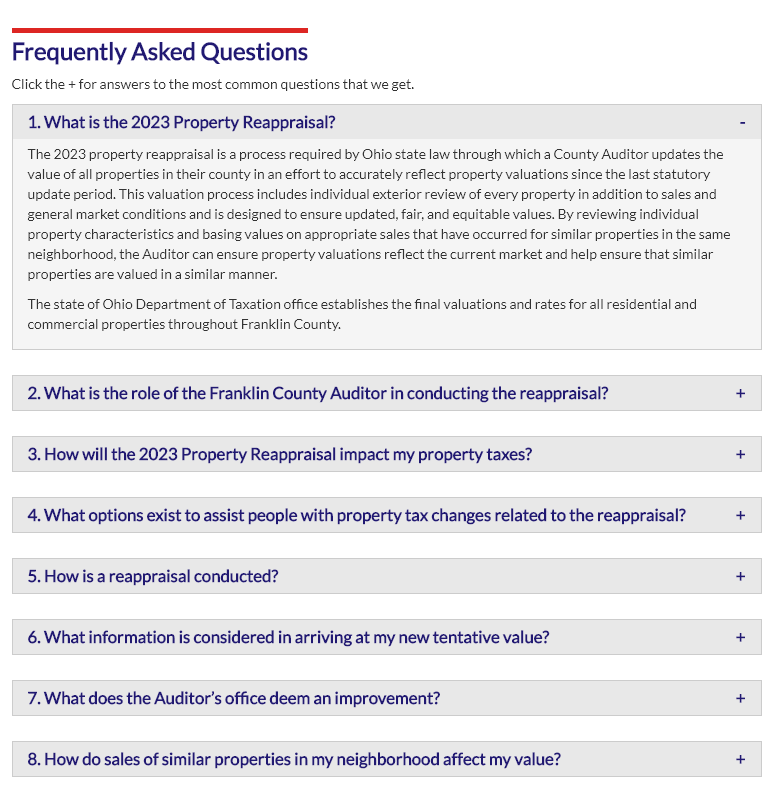 Frequently Asked Questions
Click the + for answers to the most common questions that we get.
1. What is the 2023 Property Reappraisal? -
The 2023 property reappraisal is a process required by Ohio state law through which a County Auditor updates the
value of all properties in their county in an effort to accurately reflect property valuations since the last statutory
update period. This valuation process includes individual exterior review of every property in addition to sales and
general market conditions and is designed to ensure updated, fair, and equitable values. By reviewing individual
property characteristics and basing values on appropriate sales that have occurred for similar properties in the same
neighborhood, the Auditor can ensure property valuations reflect the current market and help ensure that similar
properties are valued in a similar manner.
The state of Ohio Department of Taxation office establishes the final valuations and rates for all residential and
commercial properties throughout Franklin County.
2. What is the role of the Franklin County Auditor in conducting the reappraisal? +
3. How will the 2023 Property Reappraisal impact my property taxes? +
4. What options exist to assist people with property tax changes related to the reappraisal? +
5. How is a reappraisal conducted? +
6. What information is considered in arriving at my new tentative value? +
7. What does the Auditor’s office deem an improvement? +
8. How do sales of similar properties in my neighborhood affect my value? +